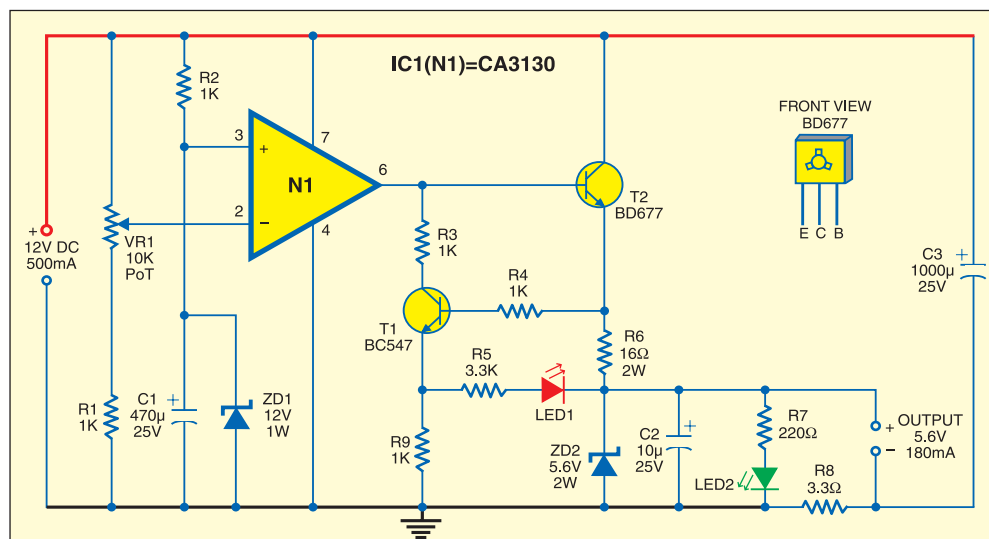 IC1(N1)=CA3130
R2
1K
FRONT VIEW
BD677
3
7
+
N1
6
2
−
4
T2
BD677
E C B
+
12V DC
500mA
VR1
10K
PoT
R3
1K
C3
1000µ
25V
+
R4
1K
T1
BC547
R6
16Ω
2W
R5
3.3K
LED1
R1
1K
+
C1
470µ
25V
ZD1
12V
1W
R9
1K
ZD2
5.6V
2W
C2
10µ
25V
+
R7
220Ω
LED2
R8
3.3Ω
+
−
OUTPUT
5.6V
180mA